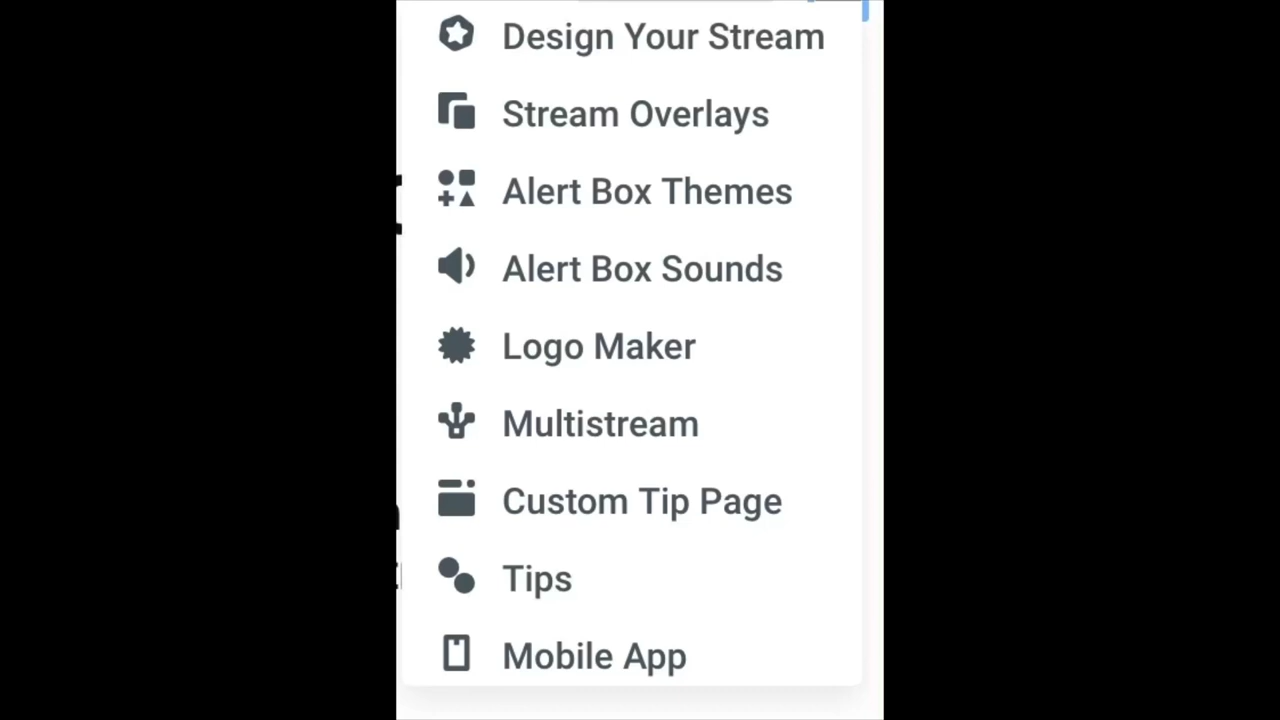 Design Your Stream
Stream Overlays
Alert Box Themes
Alert Box Sounds
Logo Maker
Multistream
Custom Tip Page
Tips
Mobile App